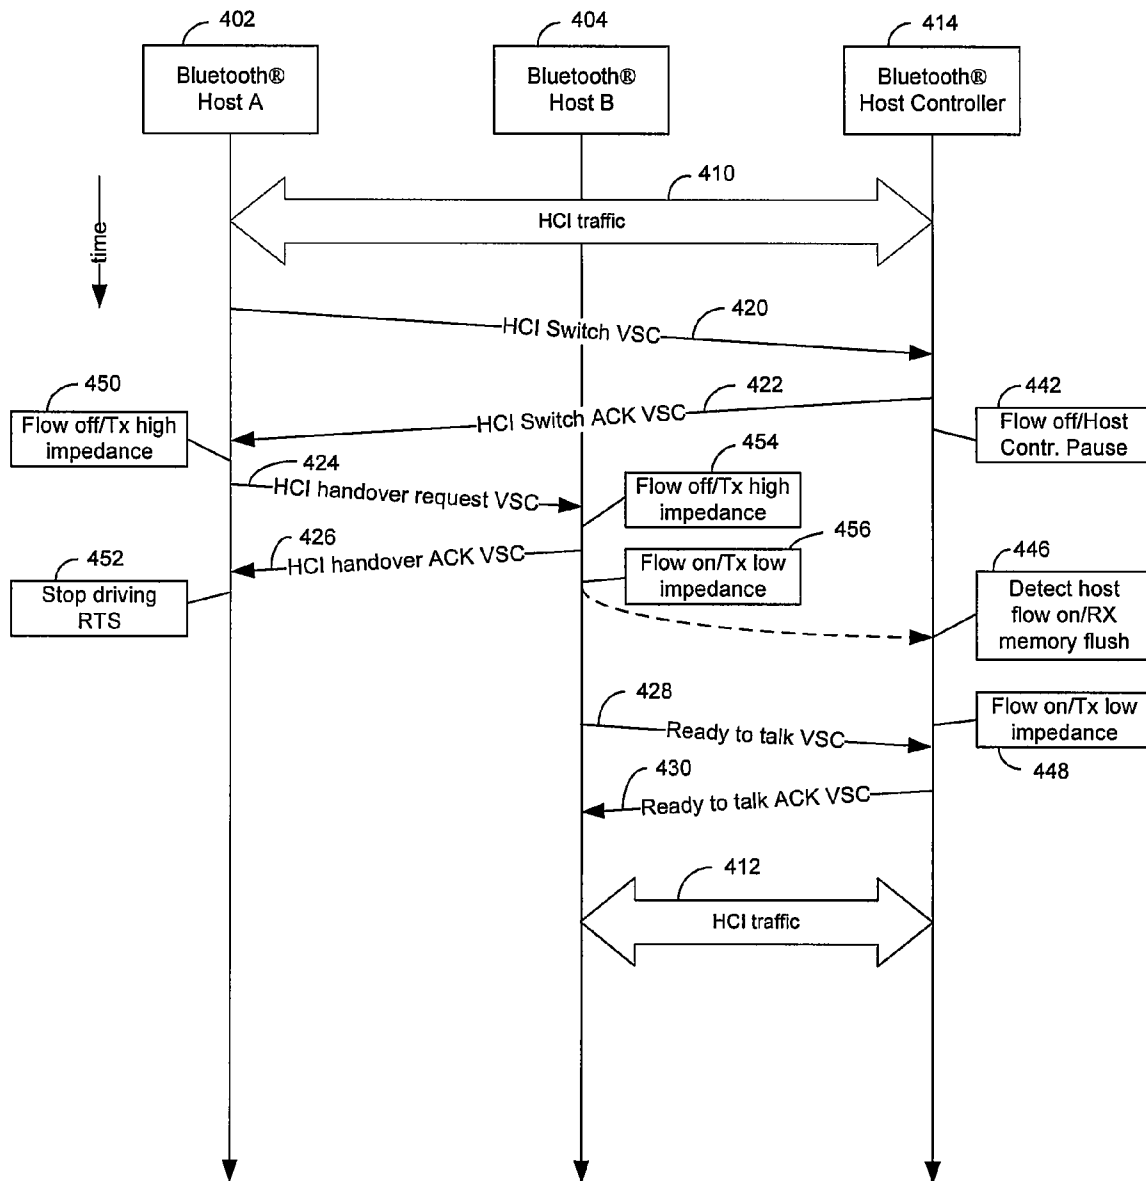 402
404
414
Bluetooth®
Host A
Bluetooth®
Host B
Bluetooth®
Host Controller
time
410
HCI traffic
420
HCI Switch VSC
450
422
442
Flow off/Tx high
impedance
HCI Switch ACK VSC
Flow off/Host
Contr. Pause
424
454
HCI handover request VSC
Flow off/Tx high
impedance
426
456
HCI handover ACK VSC
452
Flow on/Tx low
impedance
446
Stop driving
RTS
Detect host
flow on/RX
memory flush
428
Ready to talk VSC
Flow on/Tx low
impedance
448
430
Ready to talk ACK VSC
412
HCI traffic